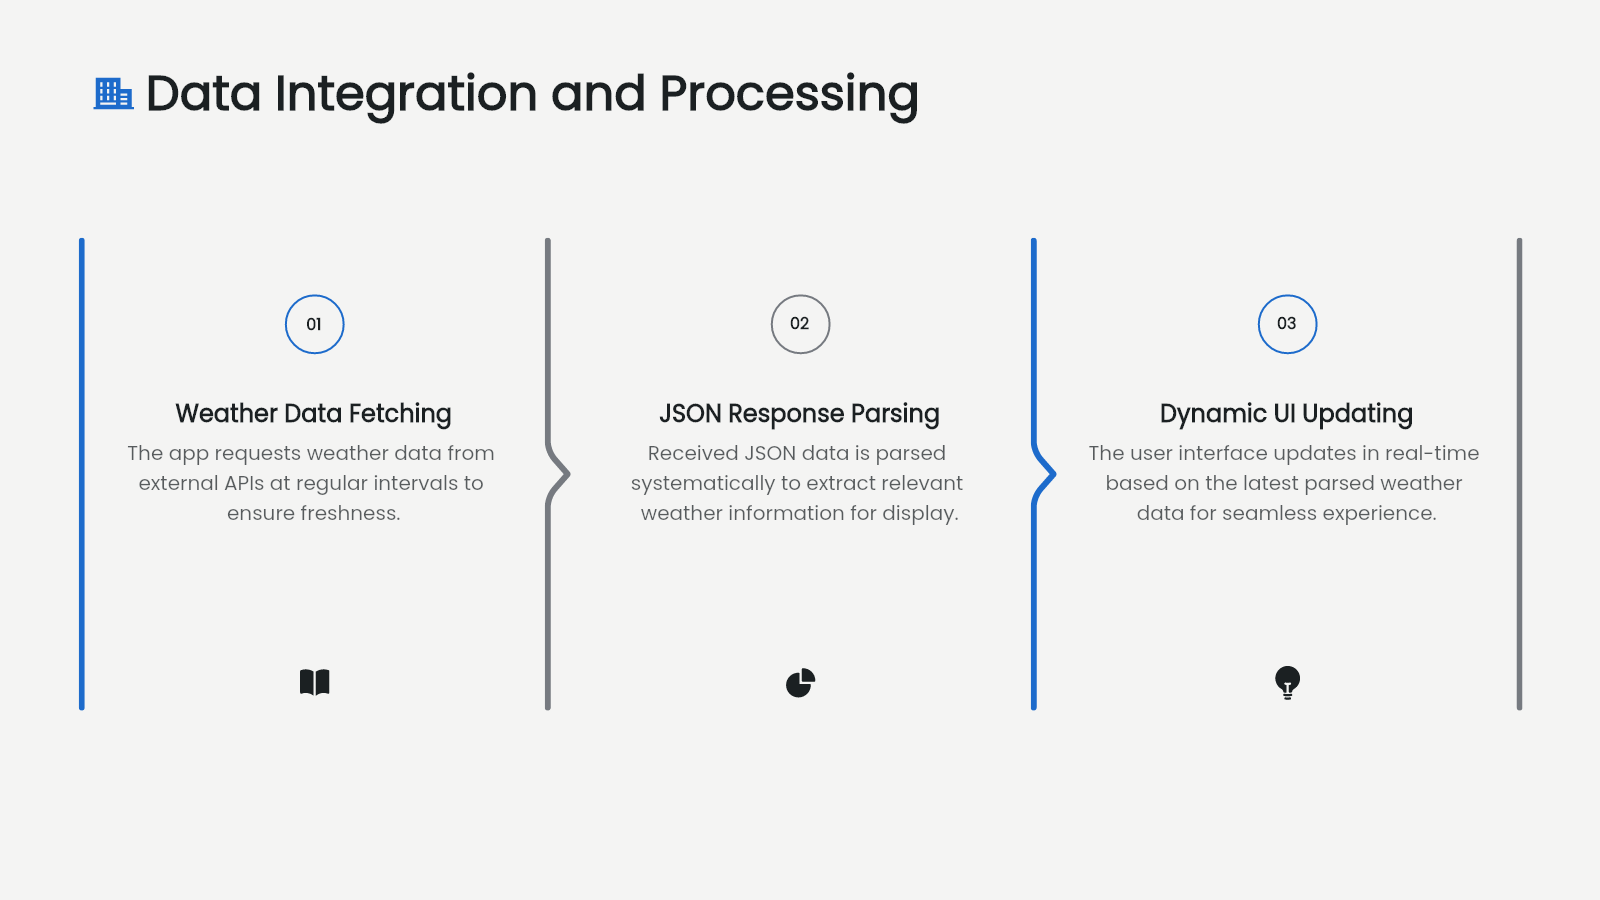 Data Integration and Processing
01
Weather Data Fetching
The app requests weather data from
external APIs at regular intervals to
ensure freshness.
02
JSON Response Parsing
Received JSON data is parsed
systematically to extract relevant
weather information for display.
03
Dynamic UI Updating
The user interface updates in real-time
based on the latest parsed weather
data for seamless experience.